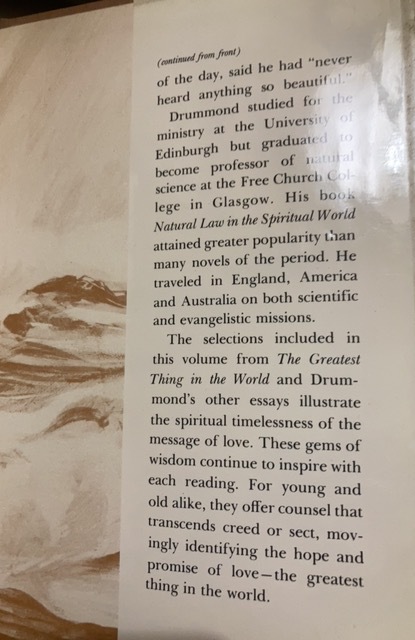 (continued from front)
of the day, said he had "never
heard anything so beautiful."
Drummond studied for the
ministry at the University of
Edinburgh but graduated to
become professor of natural
science at the Free Church Col-
lege in Glasgow. His book
Natural Law in the Spiritual World
attained greater popularity than
many novels of the period. He
traveled in England, America
and Australia on both scientific
and evangelistic missions.
The selections included in
this volume from The Greatest
Thing in the World and Drum-
mond's other essays illustrate
the spiritual timelessness of the
message of love. These gems of
wisdom continue to inspire with
each reading. For young and
old alike, they offer counsel that
transcends creed or sect, mov-
ingly identifying the hope and
promise of love—the greatest
thing in the world.